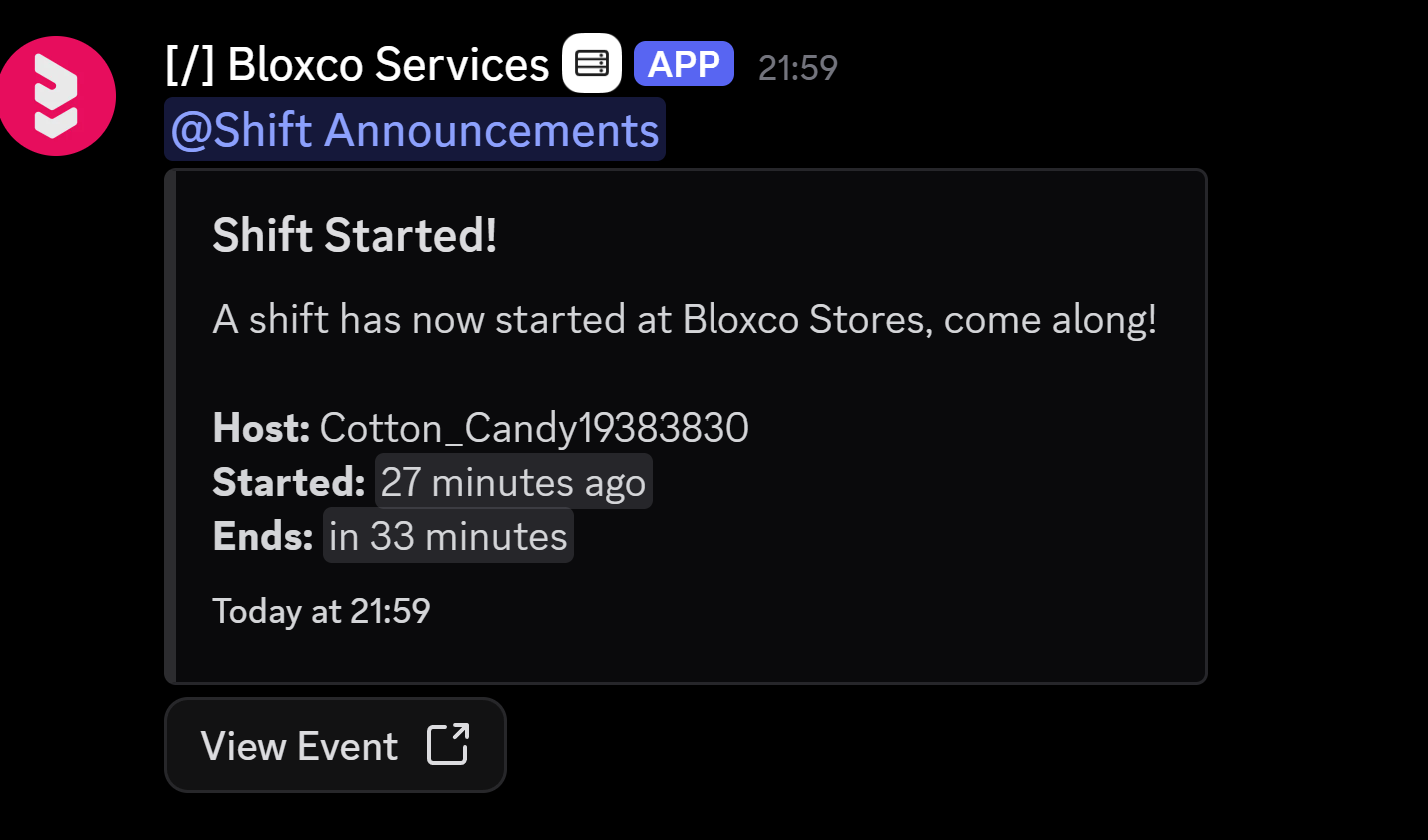 [/] Bloxco Services APP 21:59
@Shift Announcements
Shift Started!
A shift has now started at Bloxco Stores, come along!
Host: Cotton_Candy19383830
Started: 27 minutes ago
Ends: in 33 minutes
Today at 21:59
View Event